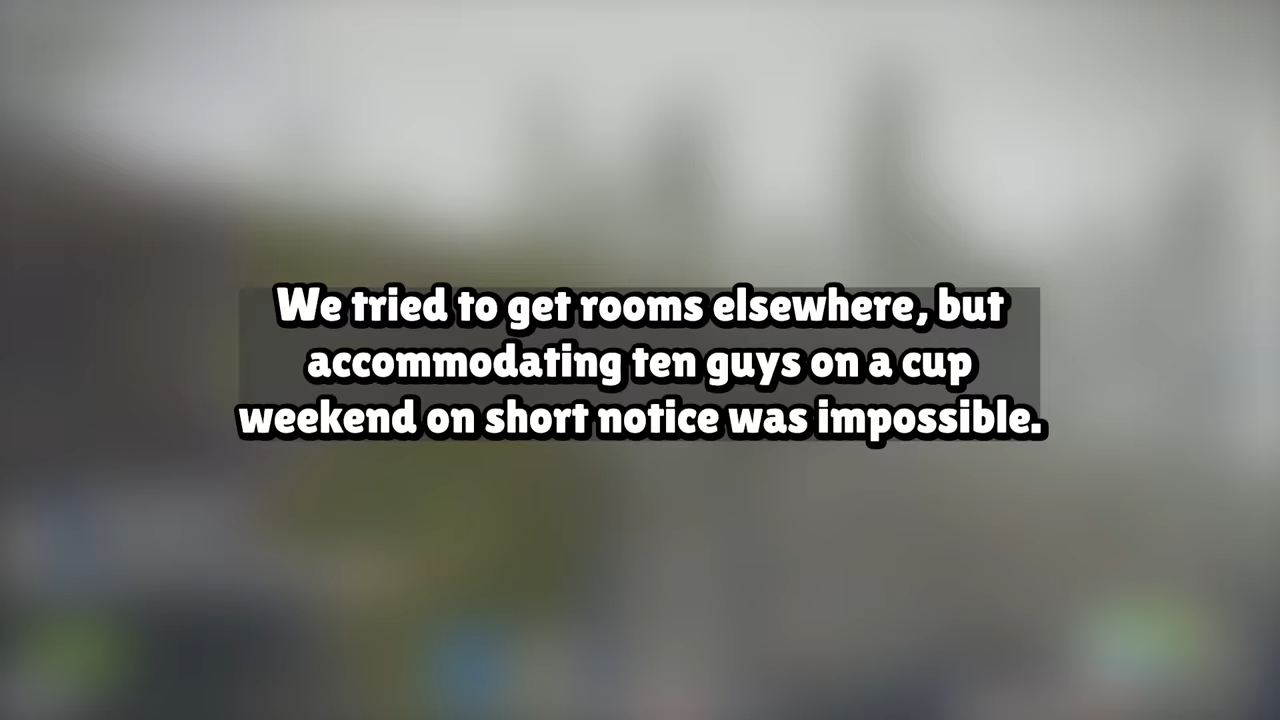 We tried to get rooms elsewhere, but
accommodating ten guys on a cup
weekend on short notice was impossible.